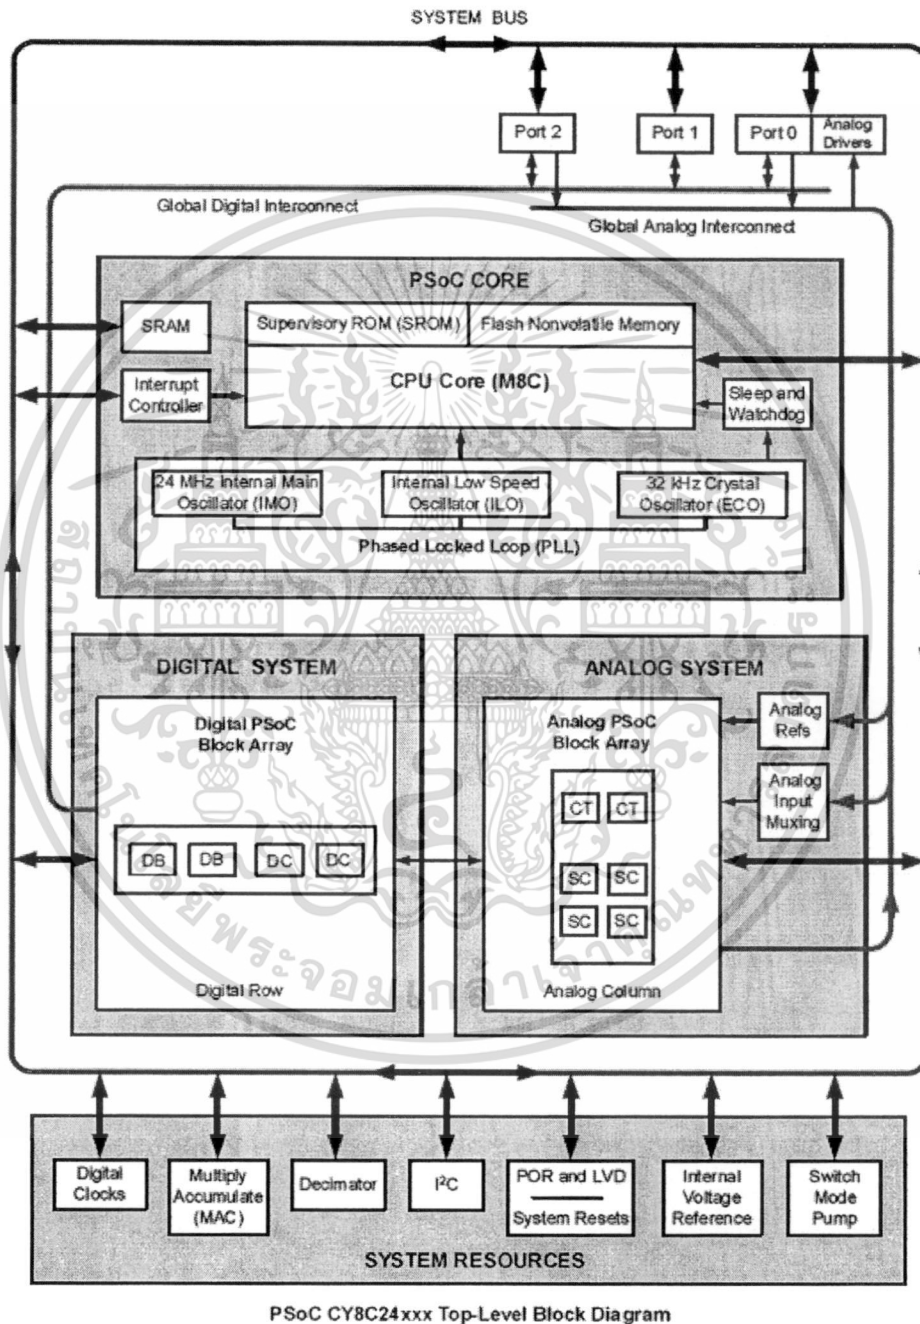 SYSTEM BUS
Port 2
Port 1
Port 0
Analog
Drivers
Global Digital Interconnect
Global Analog Interconnect
PSoC CORE
SRAM
Supervisory ROM (SROM)
Flash Nonvolatile Memory
CPU Core (M8C)
Interrupt
Controller
Sleep and
Watchdog
24 MHz Internal Main
Oscillator (IMO)
Internal Low Speed
Oscillator (ILO)
32 kHz Crystal
Oscillator (ECO)
Phased Locked Loop (PLL)
DIGITAL SYSTEM
Digital PSoC
Block Array
DB DB DC DC
Digital Row
ANALOG SYSTEM
Analog PSoC
Block Array
CT CT
SC SC
SC SC
Analog Column
Analog
Refs
Analog
Input
Muxing
Digital
Clocks
Multiply
Accumulate
(MAC)
Decimator
I²C
POR and LVD
System Resets
Internal
Voltage
Reference
Switch
Mode
Pump
SYSTEM RESOURCES
PSoC CY8C24xxx Top-Level Block Diagram